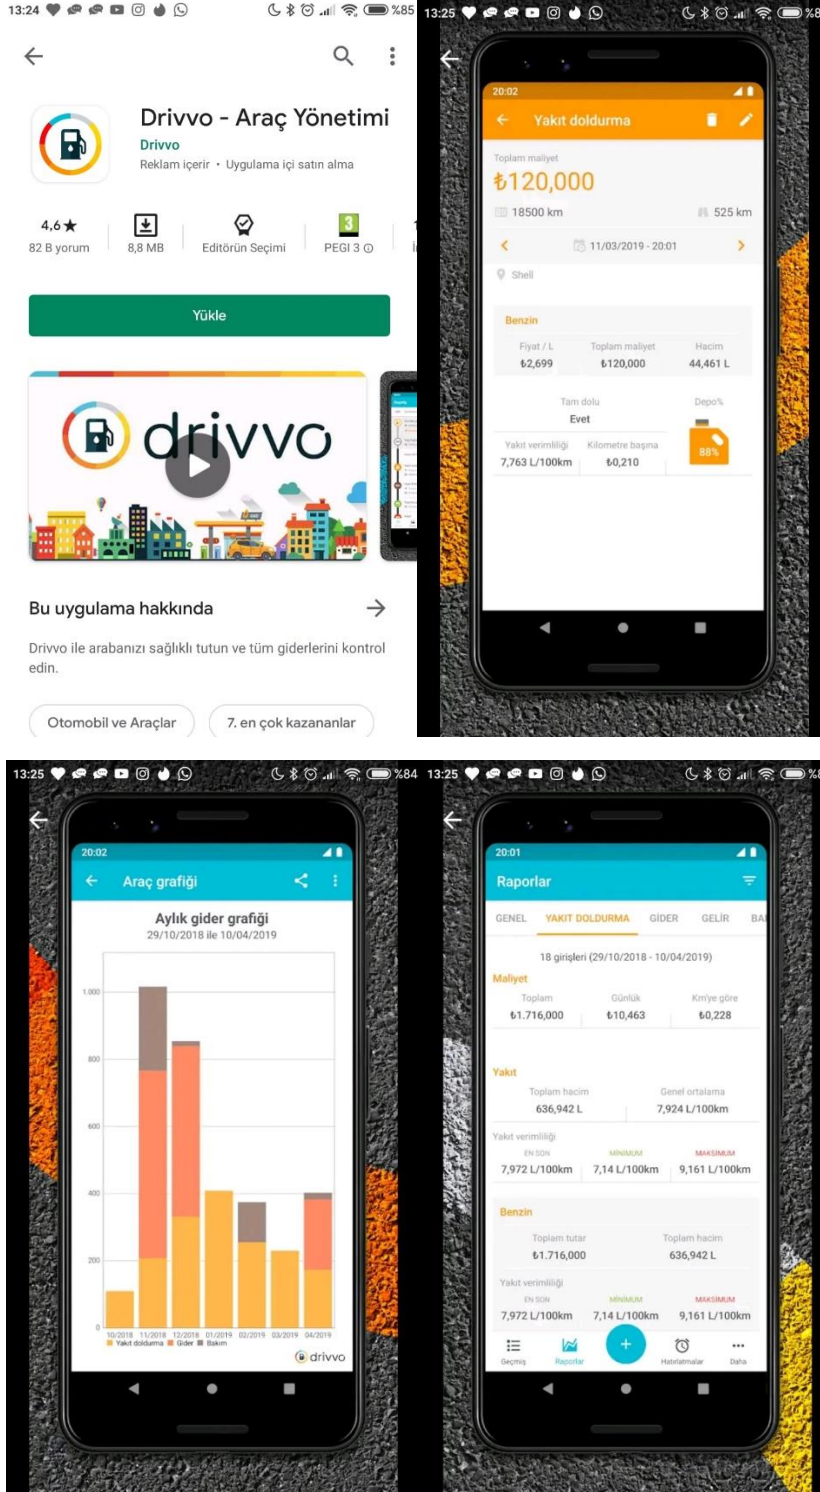 13:24 %85
Drivvo - Araç Yönetimi
Drivvo
Reklam içerir • Uygulama içi satın alma
4,6★
82 B yorum
8,8 MB
Editörün Seçimi
3
PEGI 3
Yükle
drivvo
Bu uygulama hakkında
Drivvo ile arabanızı sağlıklı tutun ve tüm giderlerini kontrol
edin.
Otomobil ve Araçlar
7. en çok kazananlar
13:25
20:02
Yakıt doldurma
Toplam maliyet
₺120,000
18500 km 525 km
11/03/2019 - 20:01
Shell
Benzin
Fiyat / L Toplam maliyet Hacim
₺2,699 ₺120,000 44,461 L
Tam dolu Depo%
Evet
88%
Yakıt verimliliği Kilometre başına
7,763 L/100km ₺0,210
13:25 %84
20:02
Araç grafiği
Aylık gider grafiği
29/10/2018 ile 10/04/2019
1.000
800
600
400
200
0
10/2018 11/2018 12/2018 01/2019 02/2019 03/2019 04/2019
Yakıt doldurma Gider Bakım
drivvo
13:25
20:01
Raporlar
GENEL YAKIT DOLDURMA GİDER GELİR BA
18 girişleri (29/10/2018 - 10/04/2019)
Maliyet
Toplam Günlük Km'ye göre
₺1.716,000 ₺10,463 ₺0,228
Yakıt
Toplam hacim Genel ortalama
636,942 L 7,924 L/100km
Yakıt verimliliği
EN SON MİNİMUM MAKSİMUM
7,972 L/100km 7,14 L/100km 9,161 L/100km
Benzin
Toplam tutar Toplam hacim
₺1.716,000 636,942 L
Yakıt verimliliği
EN SON MİNİMUM MAKSİMUM
7,972 L/100km 7,14 L/100km 9,161 L/100km
Geçmiş Raporlar Hatırlatmalar Daha